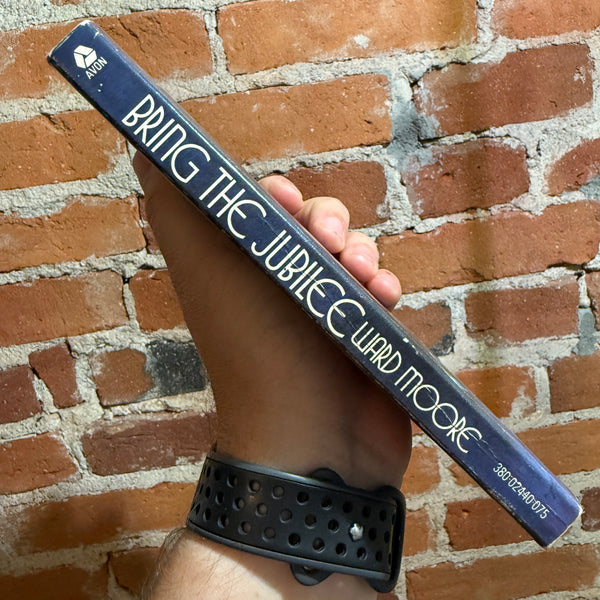 AVON
BRING THE JUBILEE WARD MOORE
380·02440·075